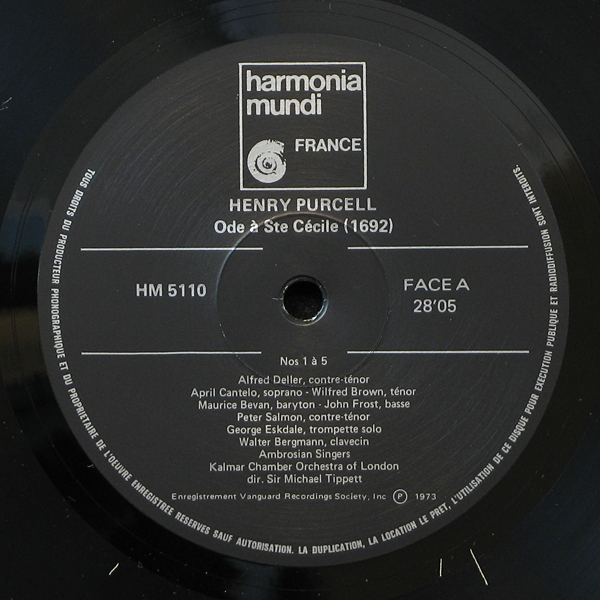 harmonia
mundi
FRANCE
HENRY PURCELL
Ode à Ste Cécile (1692)
HM 5110
FACE A
28'05
Nos 1 à 5
Alfred Deller, contre-ténor
April Cantelo, soprano - Wilfred Brown, ténor
Maurice Bevan, baryton - John Frost, basse
Peter Salmon, contre-ténor
George Eskdale, trompette solo
Walter Bergmann, clavecin
Ambrosian Singers
Kalmar Chamber Orchestra of London
dir. Sir Michael Tippett
Enregistrement Vanguard Recordings Society, Inc Ⓟ 1973
TOUS DROITS DU PRODUCTEUR PHONOGRAPHIQUE ET DU PROPRIETAIRE DE L'OEUVRE ENREGISTREE RESERVES SAUF AUTORISATION. LA DUPLICATION, LA LOCATION LE PRET, L'UTILISATION DE CE DISQUE POUR EXECUTION PUBLIQUE ET RADIODIFFUSION SONT INTERDITS.